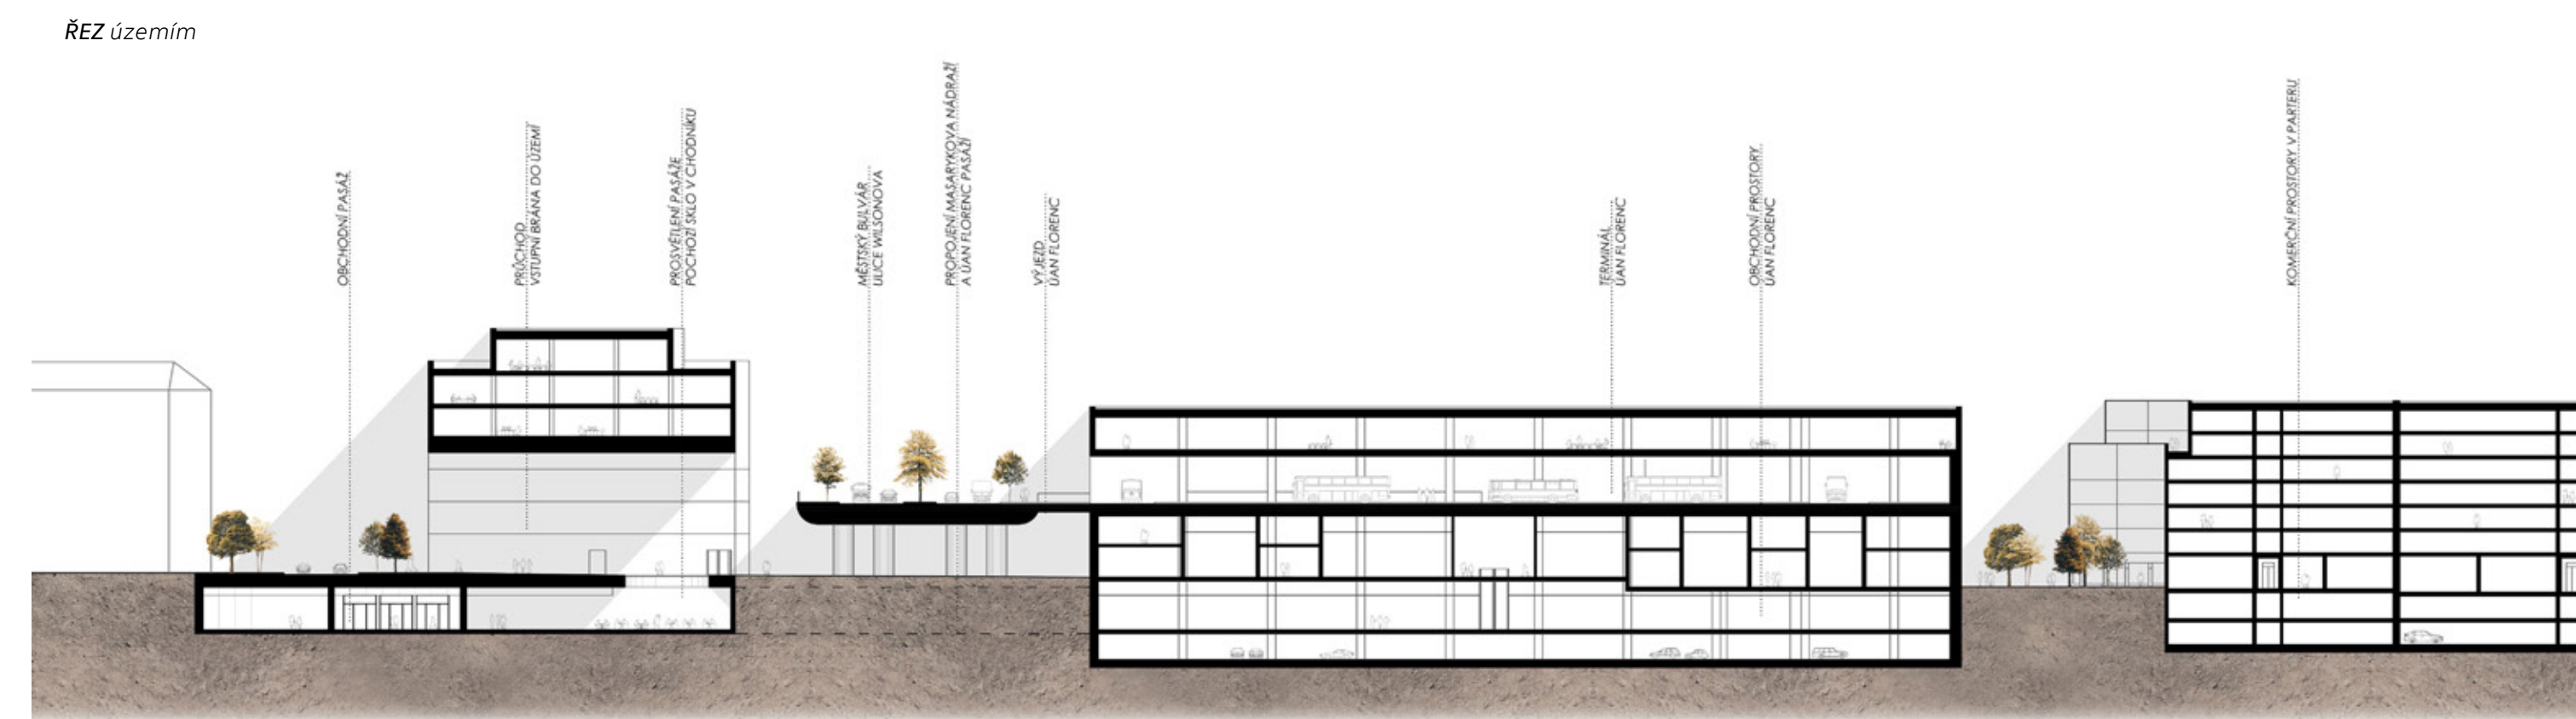 ŘEZ územím
OBCHODNÍ PASÁŽ
PRŮCHOD
VSTUPNÍ BRÁNA DO ÚZEMÍ
PROSVĚTLENÍ PASÁŽE
POCHOZÍ SKLO V CHODNÍKU
MĚSTSKÝ BULVÁR
ULICE WILSONOVA
PROPOJENÍ MASARYKOVA NÁDRAŽÍ
A ÚAN FLORENC PASÁŽÍ
VÝJEZD
ÚAN FLORENC
TERMINÁL
ÚAN FLORENC
OBCHODNÍ PROSTORY
ÚAN FLORENC
KOMERČNÍ PROSTORY V PARTERU